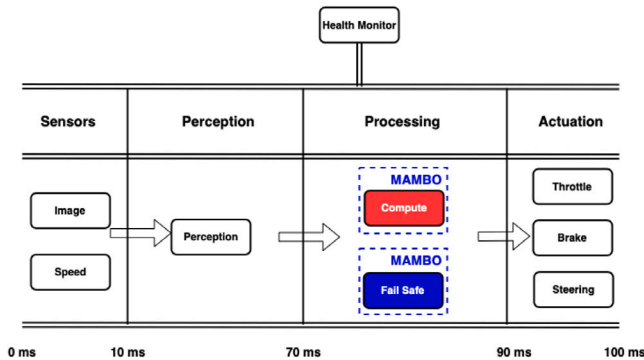 Health Monitor
Sensors
Perception
Processing
Actuation
Image
Speed
Perception
MAMBO
Compute
MAMBO
Fail Safe
Throttle
Brake
Steering
0 ms
10 ms
70 ms
90 ms
100 ms